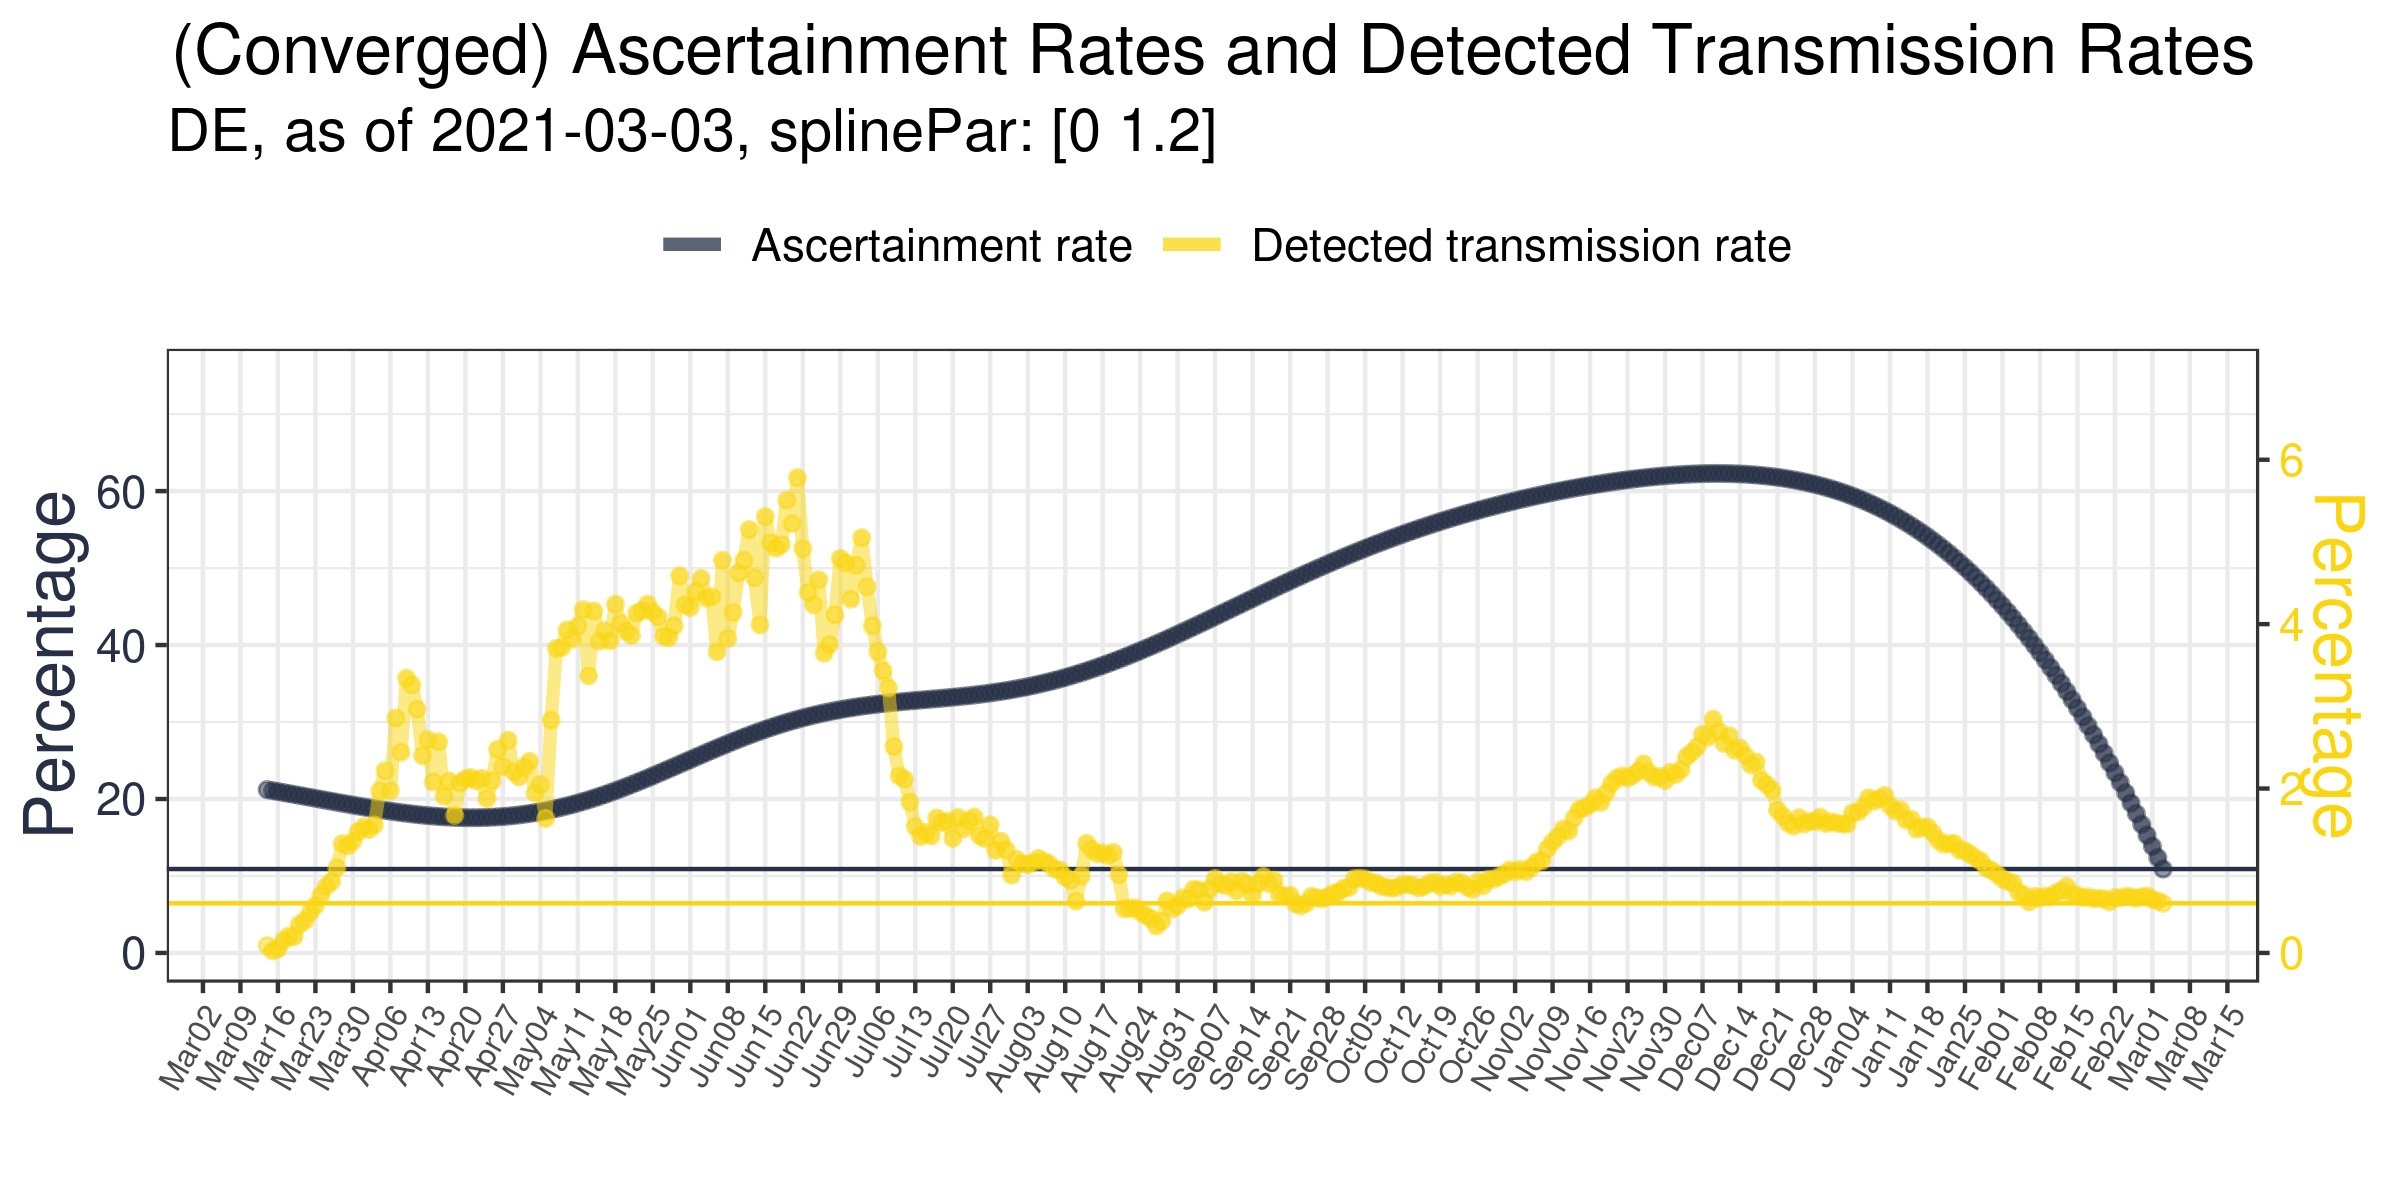 (Converged) Ascertainment Rates and Detected Transmission Rates
DE, as of 2021-03-03, splinePar: [0 1.2]
Ascertainment rate Detected transmission rate
Percentage
60
40
20
0
6
4
2
0
Percentage
Mar02 Mar09 Mar16 Mar23 Mar30 Apr06 Apr13 Apr20 Apr27 May04 May11 May18 May25 Jun01 Jun08 Jun15 Jun22 Jun29 Jul06 Jul13 Jul20 Jul27 Aug03 Aug10 Aug17 Aug24 Aug31 Sep07 Sep14 Sep21 Sep28 Oct05 Oct12 Oct19 Oct26 Nov02 Nov09 Nov16 Nov23 Nov30 Dec07 Dec14 Dec21 Dec28 Jan04 Jan11 Jan18 Jan25 Feb01 Feb08 Feb15 Feb22 Mar01 Mar08 Mar15